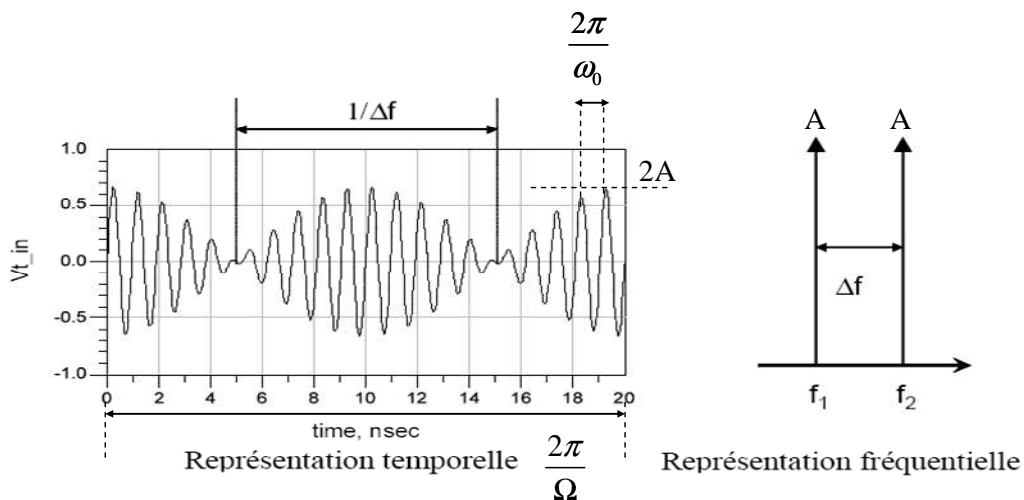 2π
ω₀
1/Δf
1.0
0.5
0.0
-0.5
-1.0
Vt_in
2A
0 2 4 6 8 10 12 14 16 18 20
time, nsec
Représentation temporelle
2π
Ω
A A
Δf
f₁ f₂
Représentation fréquentielle